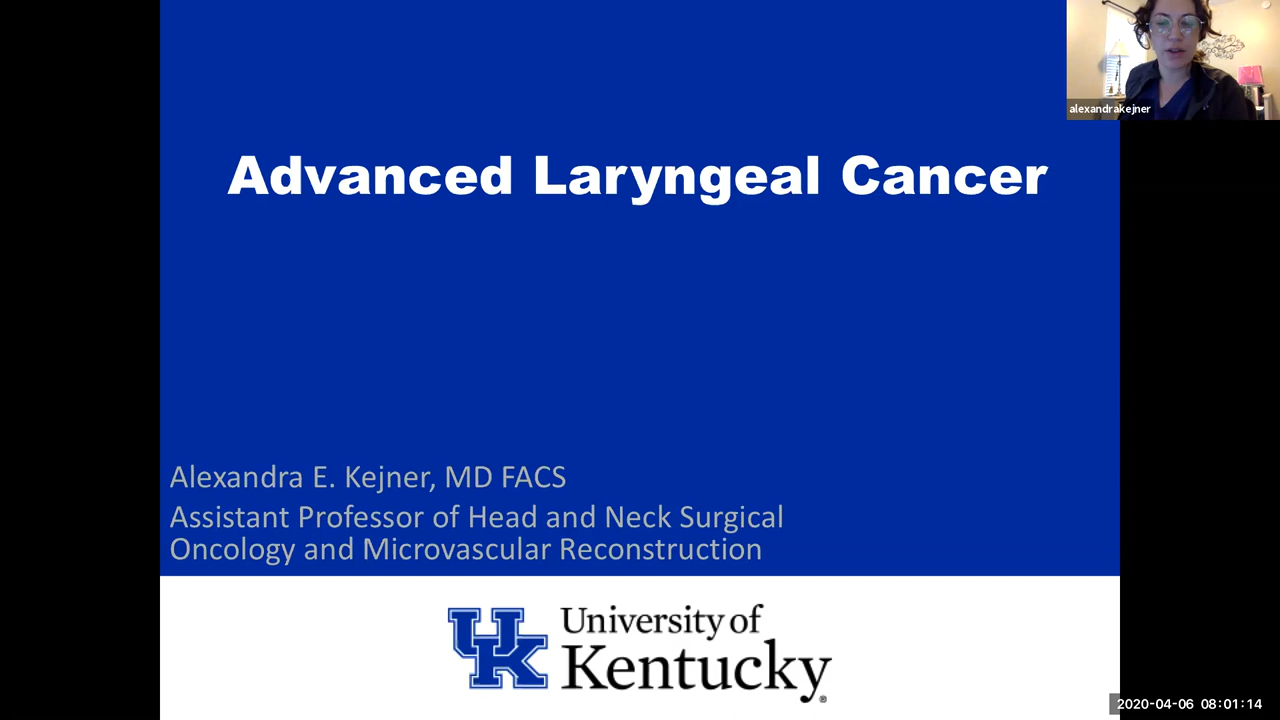 alexandrakejner
Advanced Laryngeal Cancer
Alexandra E. Kejner, MD FACS
Assistant Professor of Head and Neck Surgical
Oncology and Microvascular Reconstruction
UK
University of
Kentucky®
2020-04-06 08:01:14